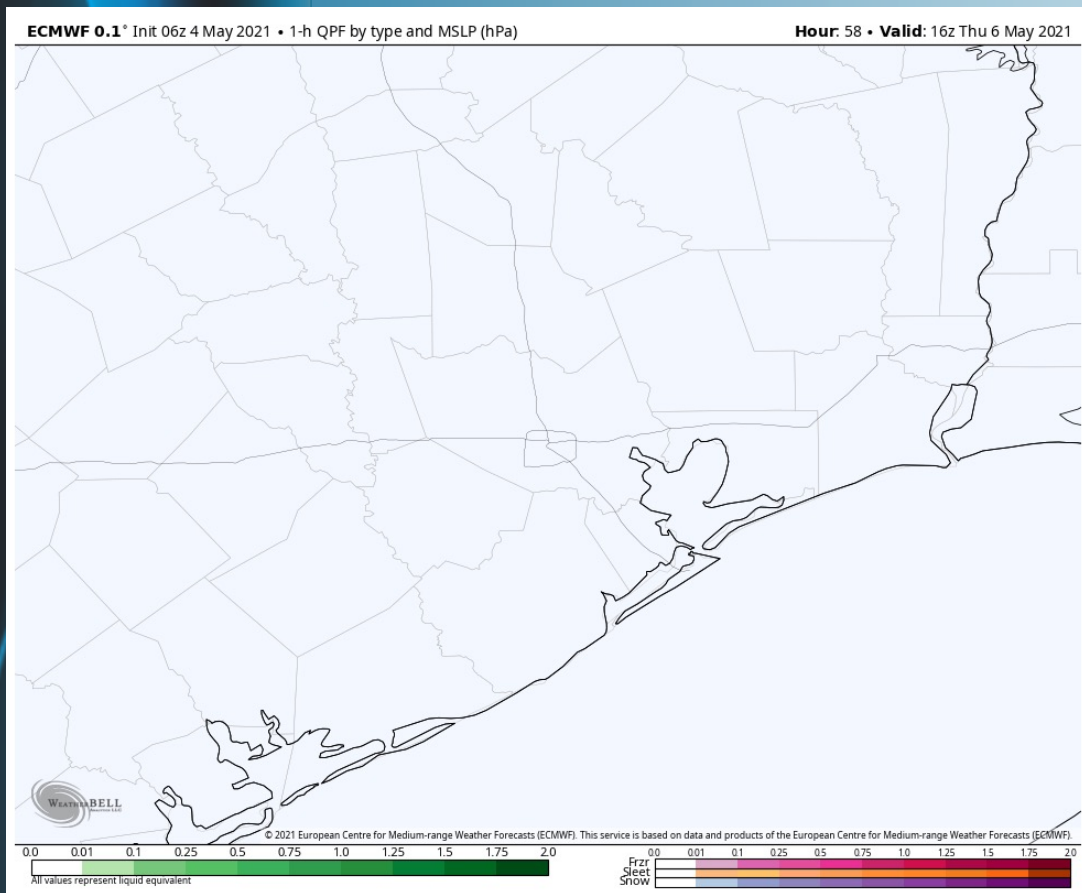 ECMWF 0.1° Init 06z 4 May 2021 • 1-h QPF by type and MSLP (hPa)
Hour: 58 • Valid: 16z Thu 6 May 2021
WEATHERBELL
© 2021 European Centre for Medium-range Weather Forecasts (ECMWF). This service is based on data and products of the European Centre for Medium-range Weather Forecasts (ECMWF).
0.0 0.01 0.1 0.25 0.5 0.75 1.0 1.25 1.5 1.75 2.0
All values represent liquid equivalent
0.0 0.01 0.1 0.25 0.5 0.75 1.0 1.25 1.5 1.75 2.0
Frzr
Sleet
Snow